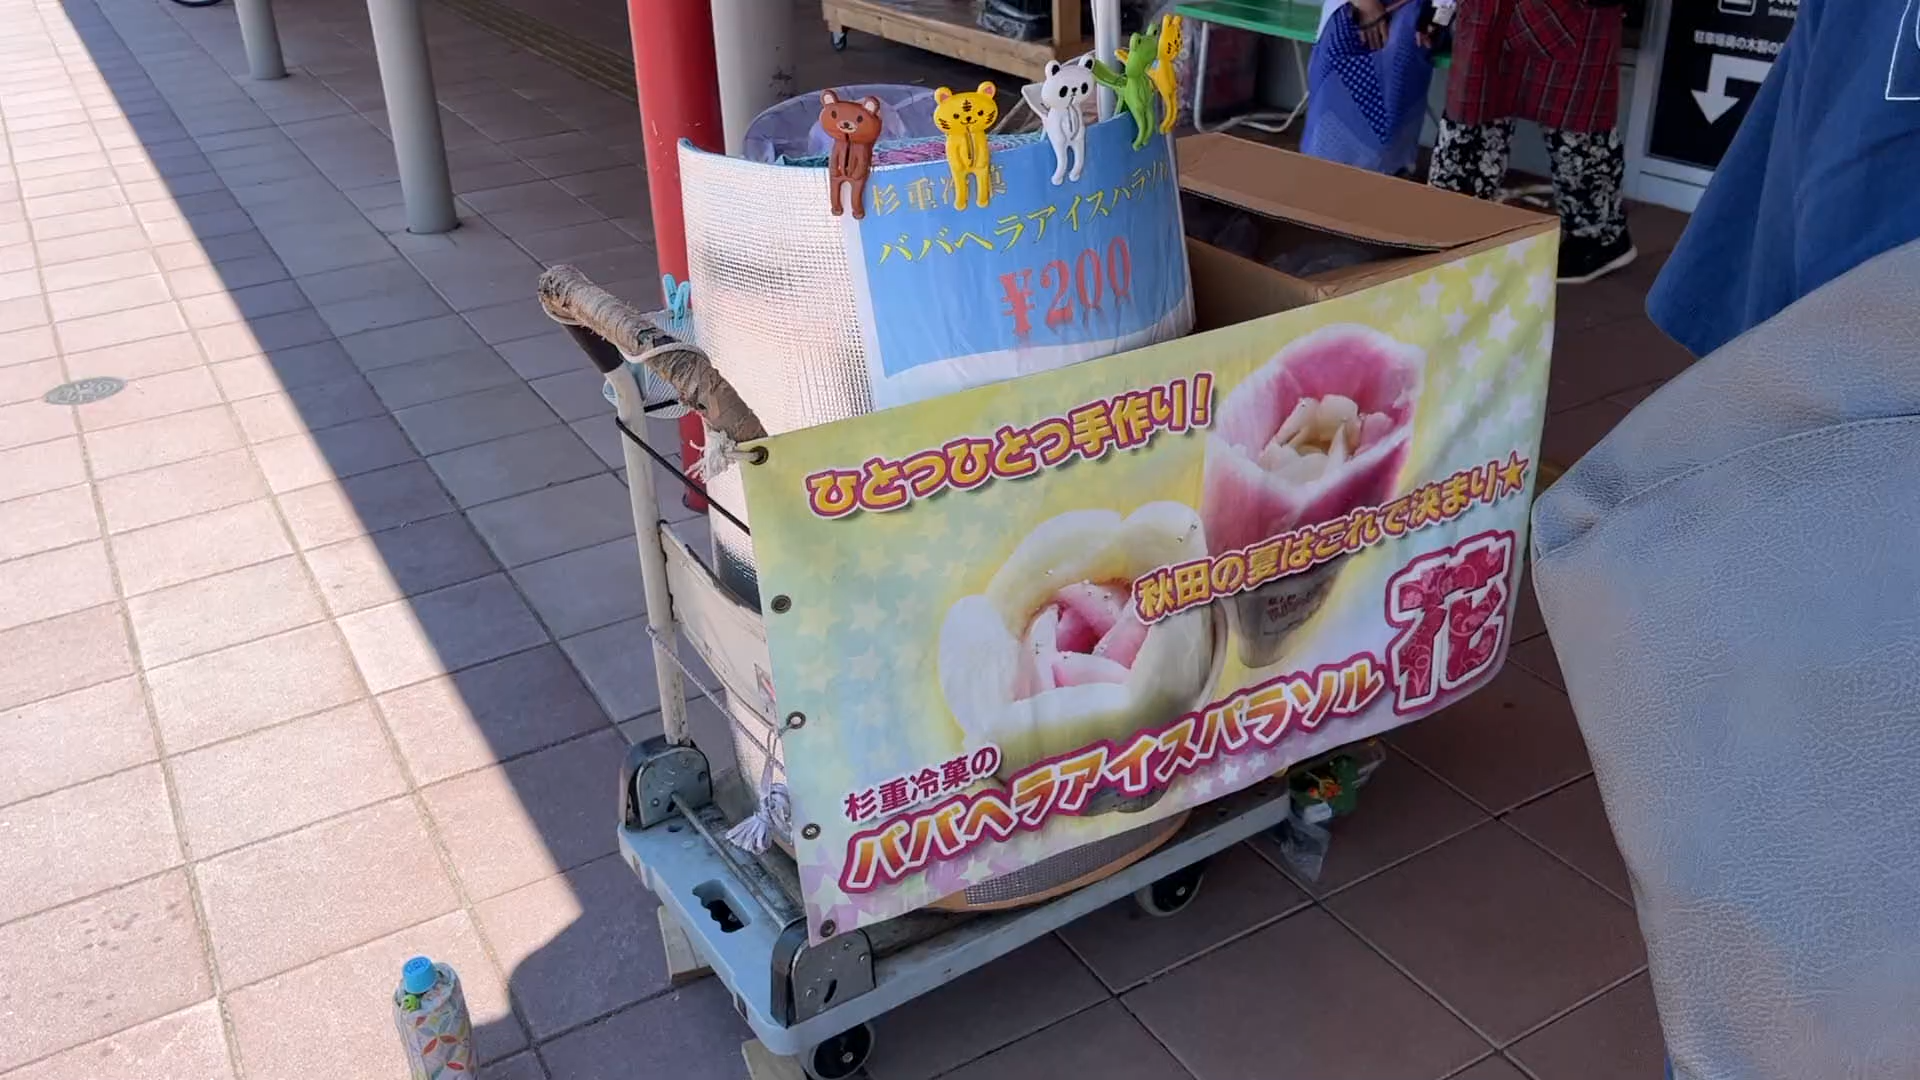 杉重冷菓
ババヘラアイスパラソル
¥200
ひとつひとつ手作り!
秋田の夏はこれで決まり★
杉重冷菓の
ババヘラアイスパラソル
花